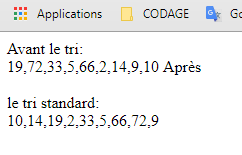 Applications
CODAGE
Go
Avant le tri:
19,72,33,5,66,2,14,9,10 Après
le tri standard:
10,14,19,2,33,5,66,72,9